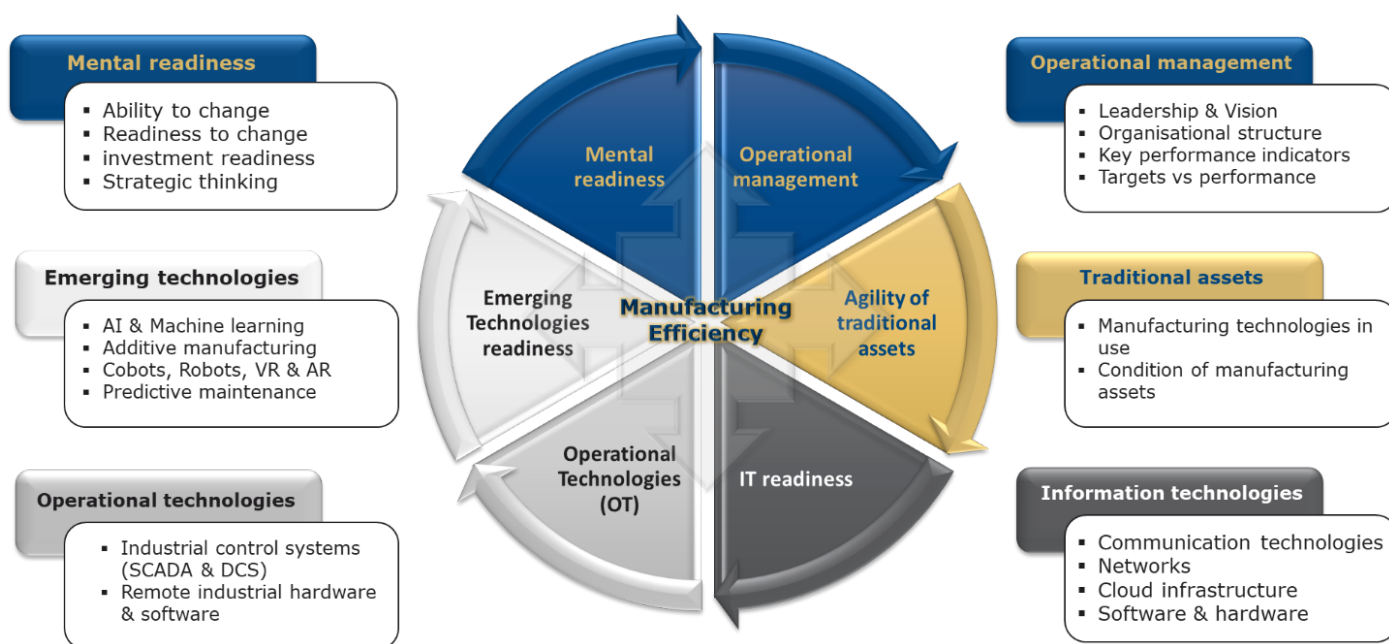 Mental readiness
▪ Ability to change
▪ Readiness to change
▪ investment readiness
▪ Strategic thinking
Emerging technologies
▪ AI & Machine learning
▪ Additive manufacturing
▪ Cobots, Robots, VR & AR
▪ Predictive maintenance
Operational technologies
▪ Industrial control systems
(SCADA & DCS)
▪ Remote industrial hardware
& software
Mental
readiness
Operational
management
Emerging
Technologies
readiness
Manufacturing
Efficiency
Agility of
traditional
assets
Operational
Technologies
(OT)
IT readiness
Operational management
▪ Leadership & Vision
▪ Organisational structure
▪ Key performance indicators
▪ Targets vs performance
Traditional assets
▪ Manufacturing technologies in
use
▪ Condition of manufacturing
assets
Information technologies
▪ Communication technologies
▪ Networks
▪ Cloud infrastructure
▪ Software & hardware